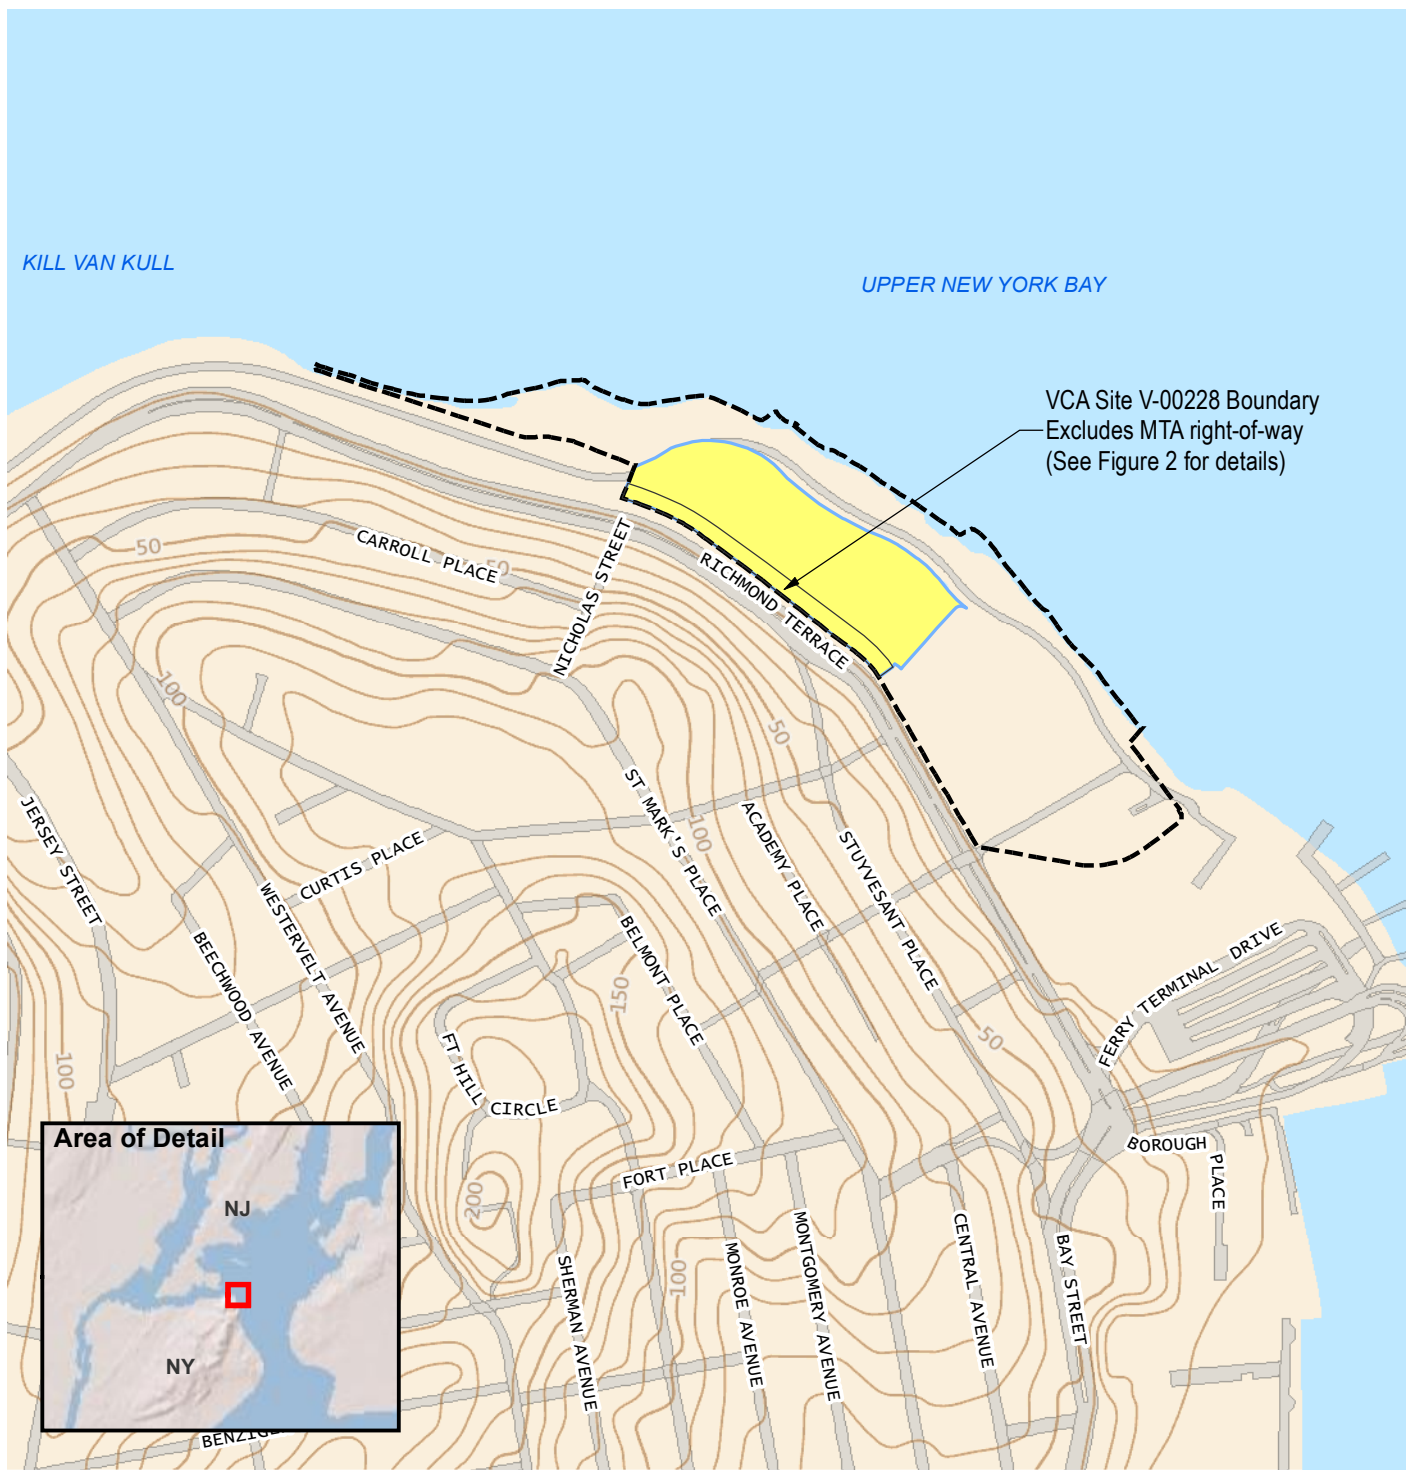 KILL VAN KULL
UPPER NEW YORK BAY
VCA Site V-00228 Boundary
Excludes MTA right-of-way
(See Figure 2 for details)
50
CARROLL PLACE
50
NICHOLAS STREET
RICHMOND TERRACE
100
50
JERSEY STREET
ST MARK'S PLACE
100
ACADEMY PLACE
STUYVESANT PLACE
CURTIS PLACE
WESTERVELT AVENUE
BEECHWOOD AVENUE
BELMONT PLACE
150
FERRY TERMINAL DRIVE
50
100
FT HILL CIRCLE
BOROUGH PLACE
FORT PLACE
200
Area of Detail
NJ
NY
SHERMAN AVENUE
100
MONROE AVENUE
MONTGOMERY AVENUE
CENTRAL AVENUE
BAY STREET